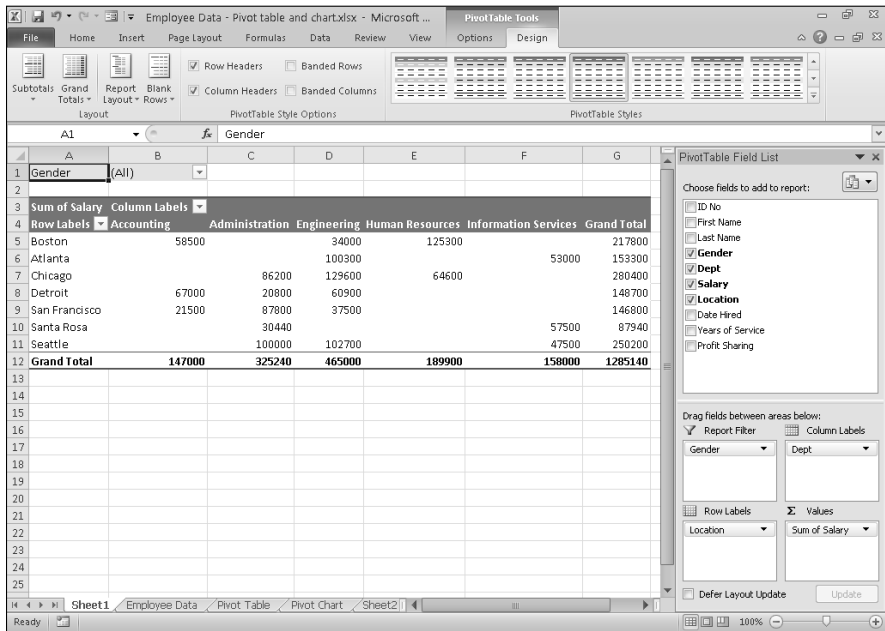 Employee Data - Pivot table and chart.xlsx - Microsoft ...
PivotTable Tools
File Home Insert Page Layout Formulas Data Review View Options Design
Subtotals
Grand Totals
Report Layout
Blank Rows
Row Headers
Banded Rows
Column Headers
Banded Columns
Layout
PivotTable Style Options
PivotTable Styles
A1 fx Gender
A B C D E F G
1 Gender (All)
2
3 Sum of Salary Column Labels
4 Row Labels Accounting Administration Engineering Human Resources Information Services Grand Total
5 Boston 58500 34000 125300 217800
6 Atlanta 100300 53000 153300
7 Chicago 86200 129600 64600 280400
8 Detroit 67000 20800 60900 148700
9 San Francisco 21500 87800 37500 146800
10 Santa Rosa 30440 57500 87940
11 Seattle 100000 102700 47500 250200
12 Grand Total 147000 325240 465000 189900 158000 1285140
13
14
15
16
17
18
19
20
21
22
23
24
25
PivotTable Field List
Choose fields to add to report:
ID No
First Name
Last Name
Gender
Dept
Salary
Location
Date Hired
Years of Service
Profit Sharing
Drag fields between areas below:
Report Filter Column Labels
Gender Dept
Row Labels Σ Values
Location Sum of Salary
Defer Layout Update Update
Sheet1 Employee Data Pivot Table Pivot Chart Sheet2
Ready 100%